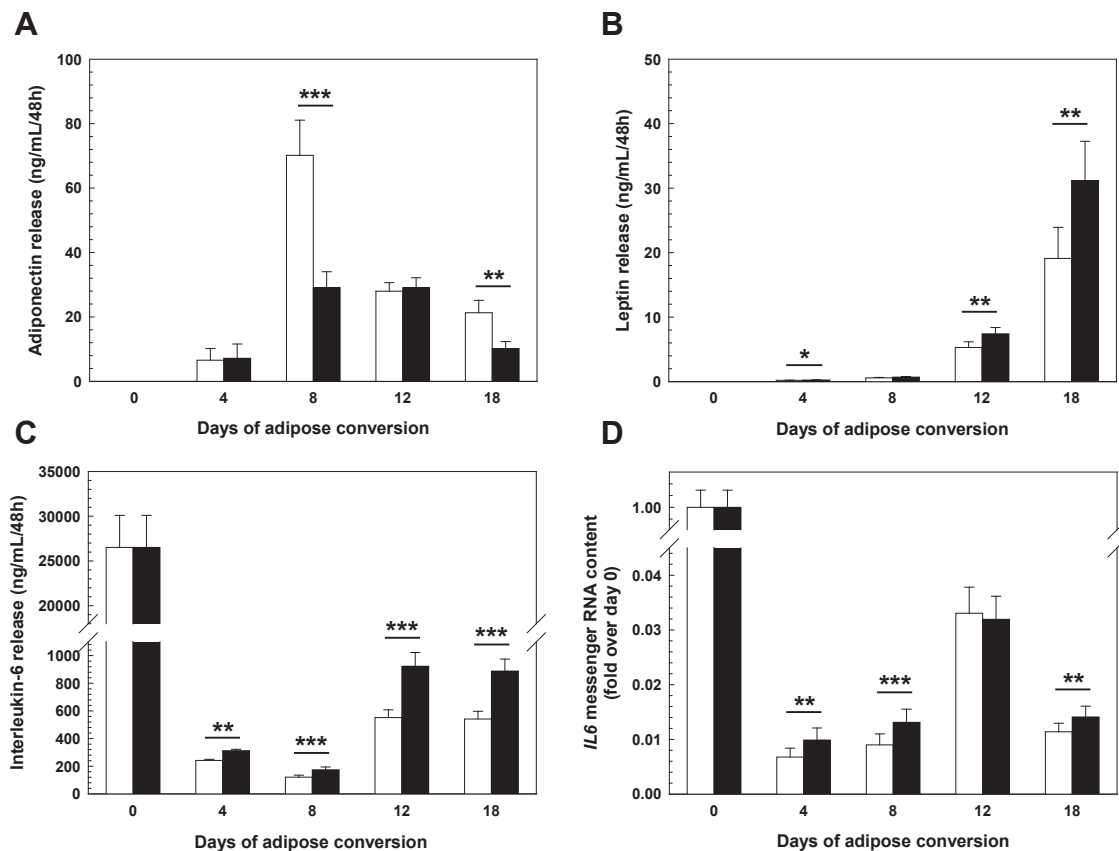 A
Adiponectin release (ng/mL/48h)
100
80
60
40
20
0
***
**
0 4 8 12 18
Days of adipose conversion
B
Leptin release (ng/mL/48h)
50
40
30
20
10
0
*
**
**
0 4 8 12 18
Days of adipose conversion
C
Interleukin-6 release (ng/mL/48h)
35000
30000
25000
20000
1000
800
600
400
200
0
**
***
***
***
0 4 8 12 18
Days of adipose conversion
D
IL6 messenger RNA content
(fold over day 0)
1.00
0.04
0.03
0.02
0.01
0.00
**
***
**
0 4 8 12 18
Days of adipose conversion